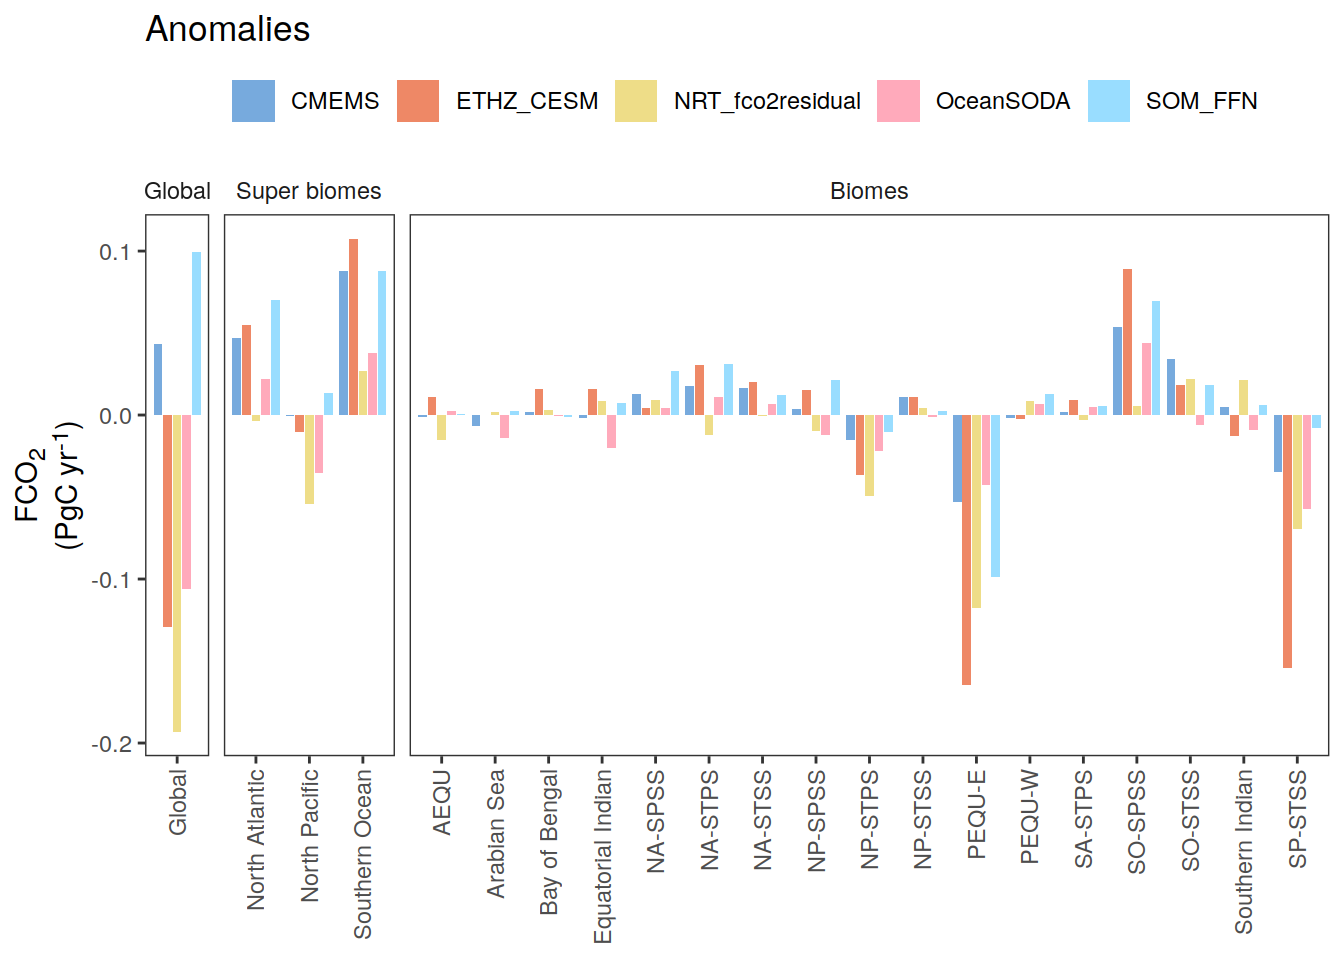 Anomalies
CMEMS ETHZ_CESM NRT_fco2residual OceanSODA SOM_FFN
Global Super biomes Biomes
0.1
0.0
-0.1
-0.2
FCO₂
(PgC yr⁻¹)
Global
North Atlantic
North Pacific
Southern Ocean
AEQU
Arabian Sea
Bay of Bengal
Equatorial Indian
NA-SPSS
NA-STPS
NA-STSS
NP-SPSS
NP-STPS
NP-STSS
PEQU-E
PEQU-W
SA-STPS
SO-SPSS
SO-STSS
Southern Indian
SP-STSS